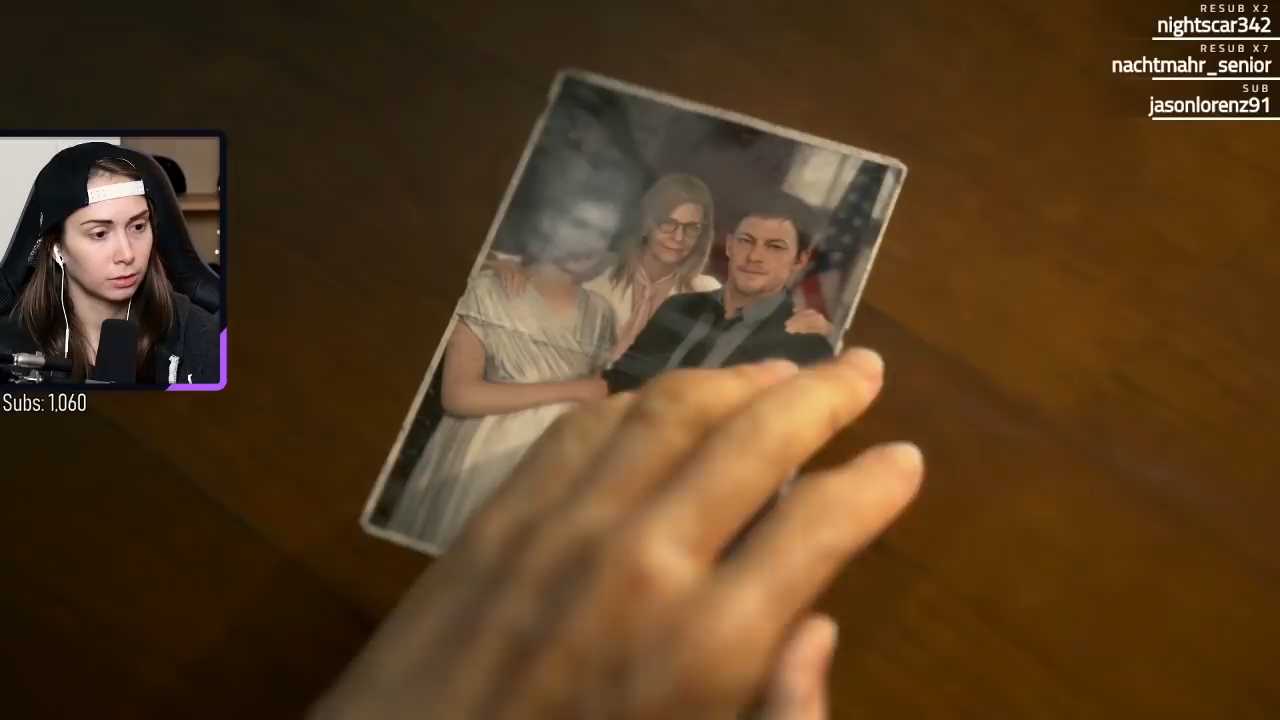 RESUB X2
nightscar342
RESUB X7
nachtmahr_senior
SUB
jasonlorenz91
Subs: 1,060